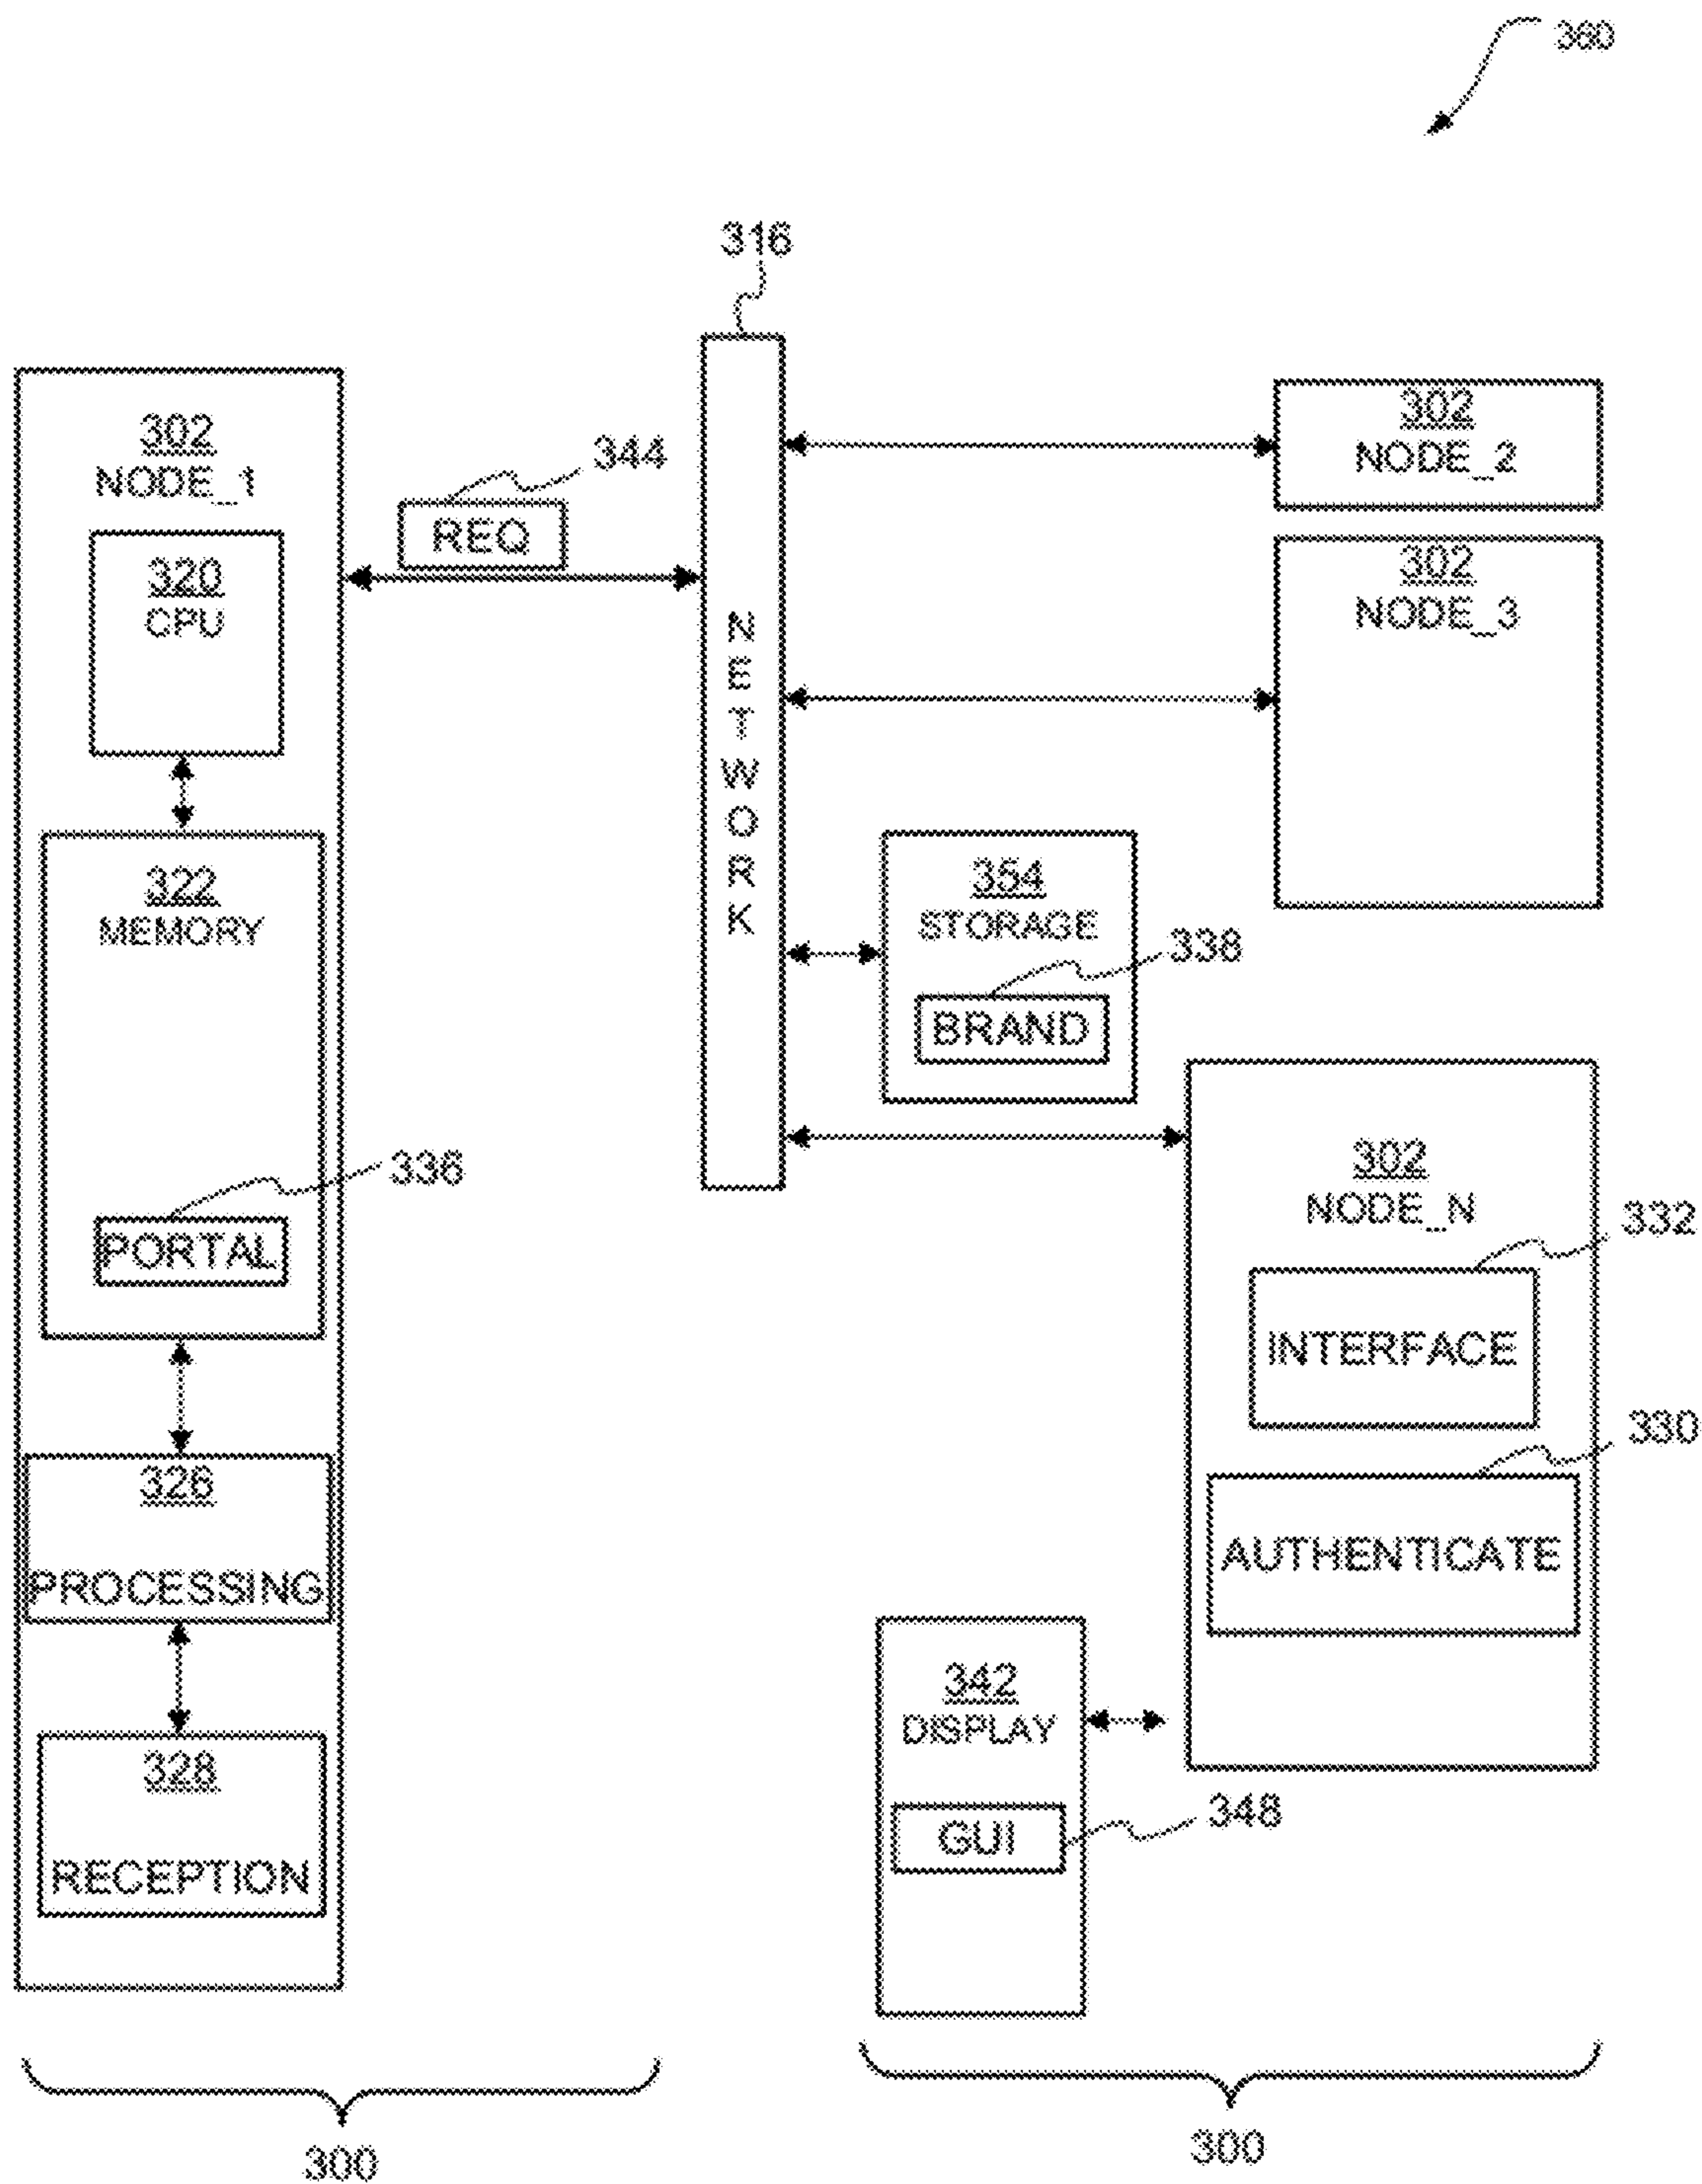 360
316
302
NODE_1
344
REQ
302
NODE_2
320
CPU
302
NODE_3
NETWORK
322
MEMORY
354
STORAGE
338
BRAND
336
PORTAL
302
NODE_N
332
INTERFACE
330
AUTHENTICATE
326
PROCESSING
342
DISPLAY
328
RECEPTION
GUI
348
300
300